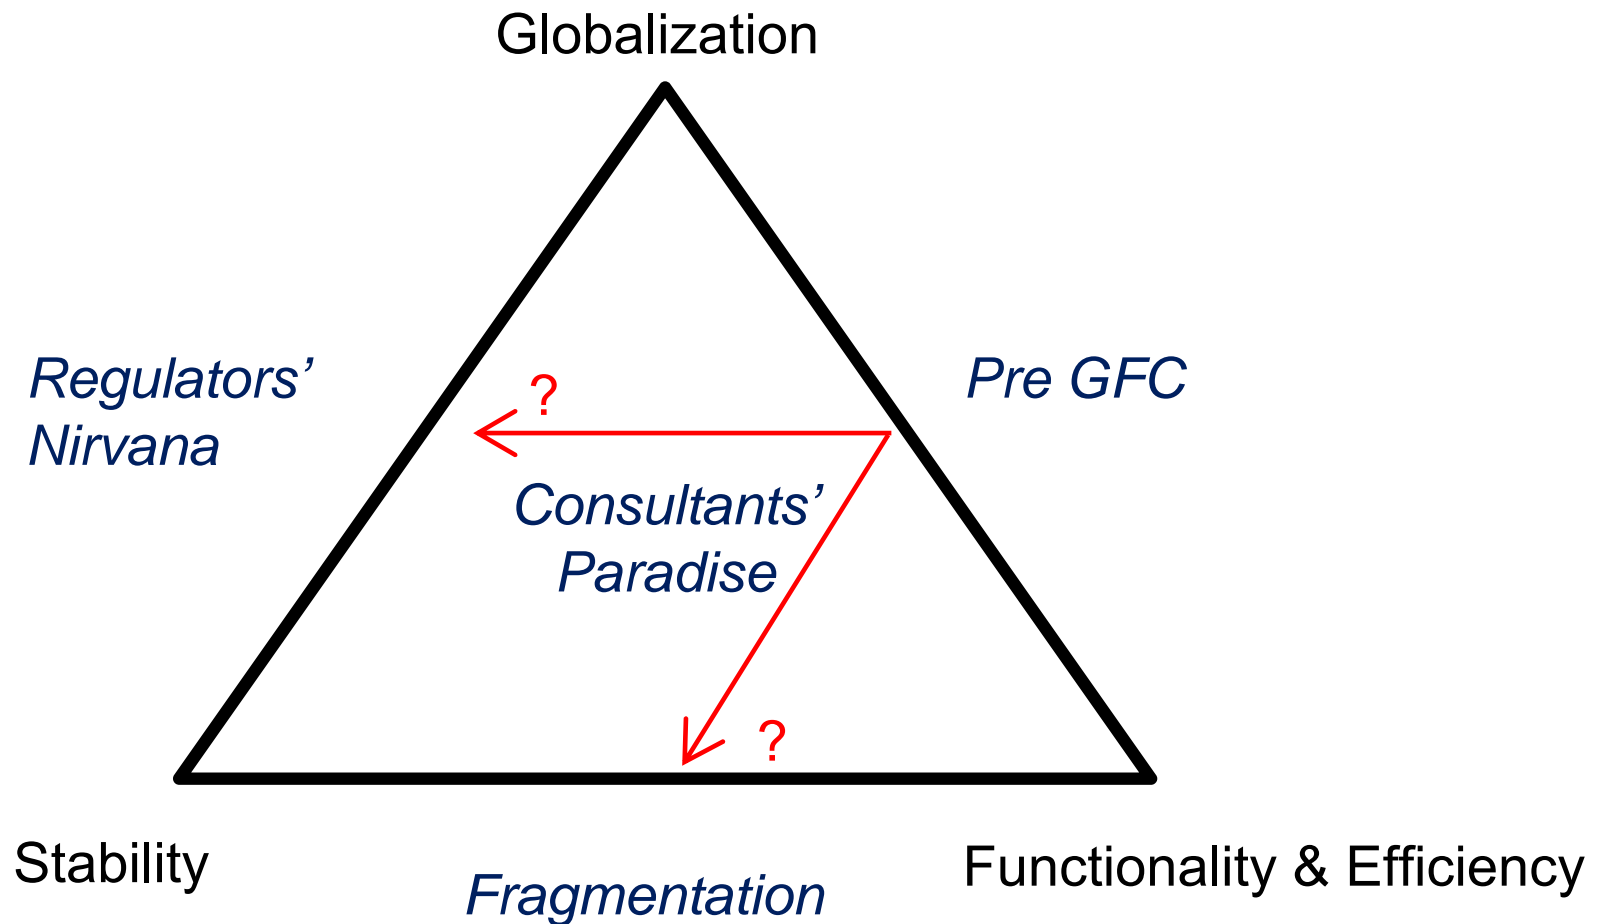 Globalization
Regulators’
Nirvana
?
Pre GFC
Consultants’
Paradise
?
Stability
Fragmentation
Functionality & Efficiency